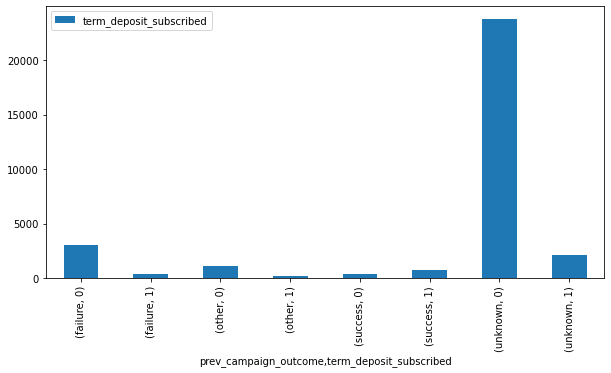 term_deposit_subscribed
20000
15000
10000
5000
0
(failure, 0)
(failure, 1)
(other, 0)
(other, 1)
(success, 0)
(success, 1)
(unknown, 0)
(unknown, 1)
prev_campaign_outcome,term_deposit_subscribed